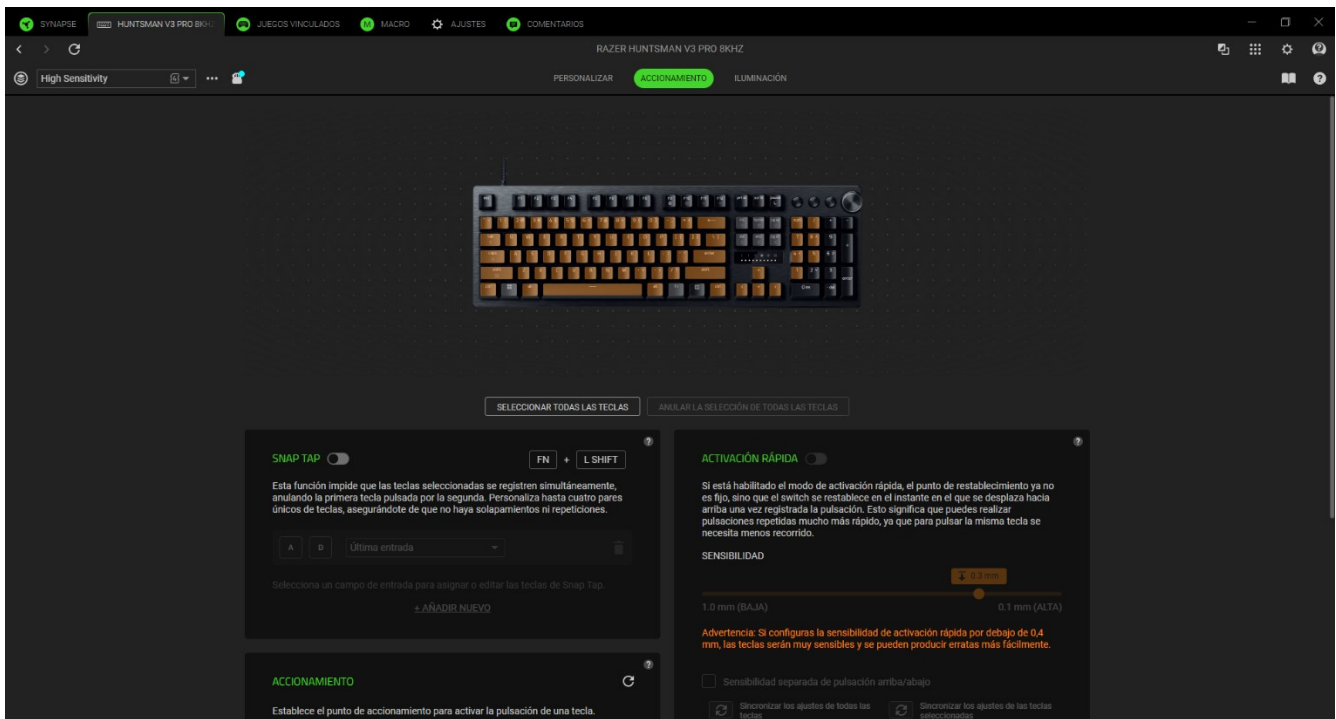 SYNAPSE
HUNTSMAN V3 PRO 8KHZ
JUEGOS VINCULADOS
MACRO
AJUSTES
COMENTARIOS
RAZER HUNTSMAN V3 PRO 8KHZ
High Sensitivity
PERSONALIZAR
ACCIONAMIENTO
ILUMINACIÓN
SELECCIONAR TODAS LAS TECLAS
ANULAR LA SELECCIÓN DE TODAS LAS TECLAS
SNAP TAP
FN + L SHIFT
Esta función impide que las teclas seleccionadas se registren simultáneamente,
anulando la primera tecla pulsada por la segunda. Personaliza hasta cuatro pares
únicos de teclas, asegurándote de que no haya solapamientos ni repeticiones.
A D Última entrada
Selecciona un campo de entrada para asignar o editar las teclas de Snap Tap.
+ AÑADIR NUEVO
ACCIONAMIENTO
Establece el punto de accionamiento para activar la pulsación de una tecla.
ACTIVACIÓN RÁPIDA
Si está habilitado el modo de activación rápida, el punto de restablecimiento ya no
es fijo, sino que el switch se restablece en el instante en el que se desplaza hacia
arriba una vez registrada la pulsación. Esto significa que puedes realizar
pulsaciones repetidas mucho más rápido, ya que para pulsar la misma tecla se
necesita menos recorrido.
SENSIBILIDAD
0.3 mm
1.0 mm (BAJA)
0.1 mm (ALTA)
Advertencia: Si configuras la sensibilidad de activación rápida por debajo de 0,4
mm, las teclas serán muy sensibles y se pueden producir erratas más fácilmente.
Sensibilidad separada de pulsación arriba/abajo
Sincronizar los ajustes de todas las
teclas
Sincronizar los ajustes de las teclas
seleccionadas